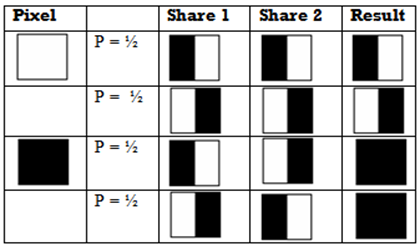 Pixel Share 1 Share 2 Result
P = ½
P = ½
P = ½
P = ½